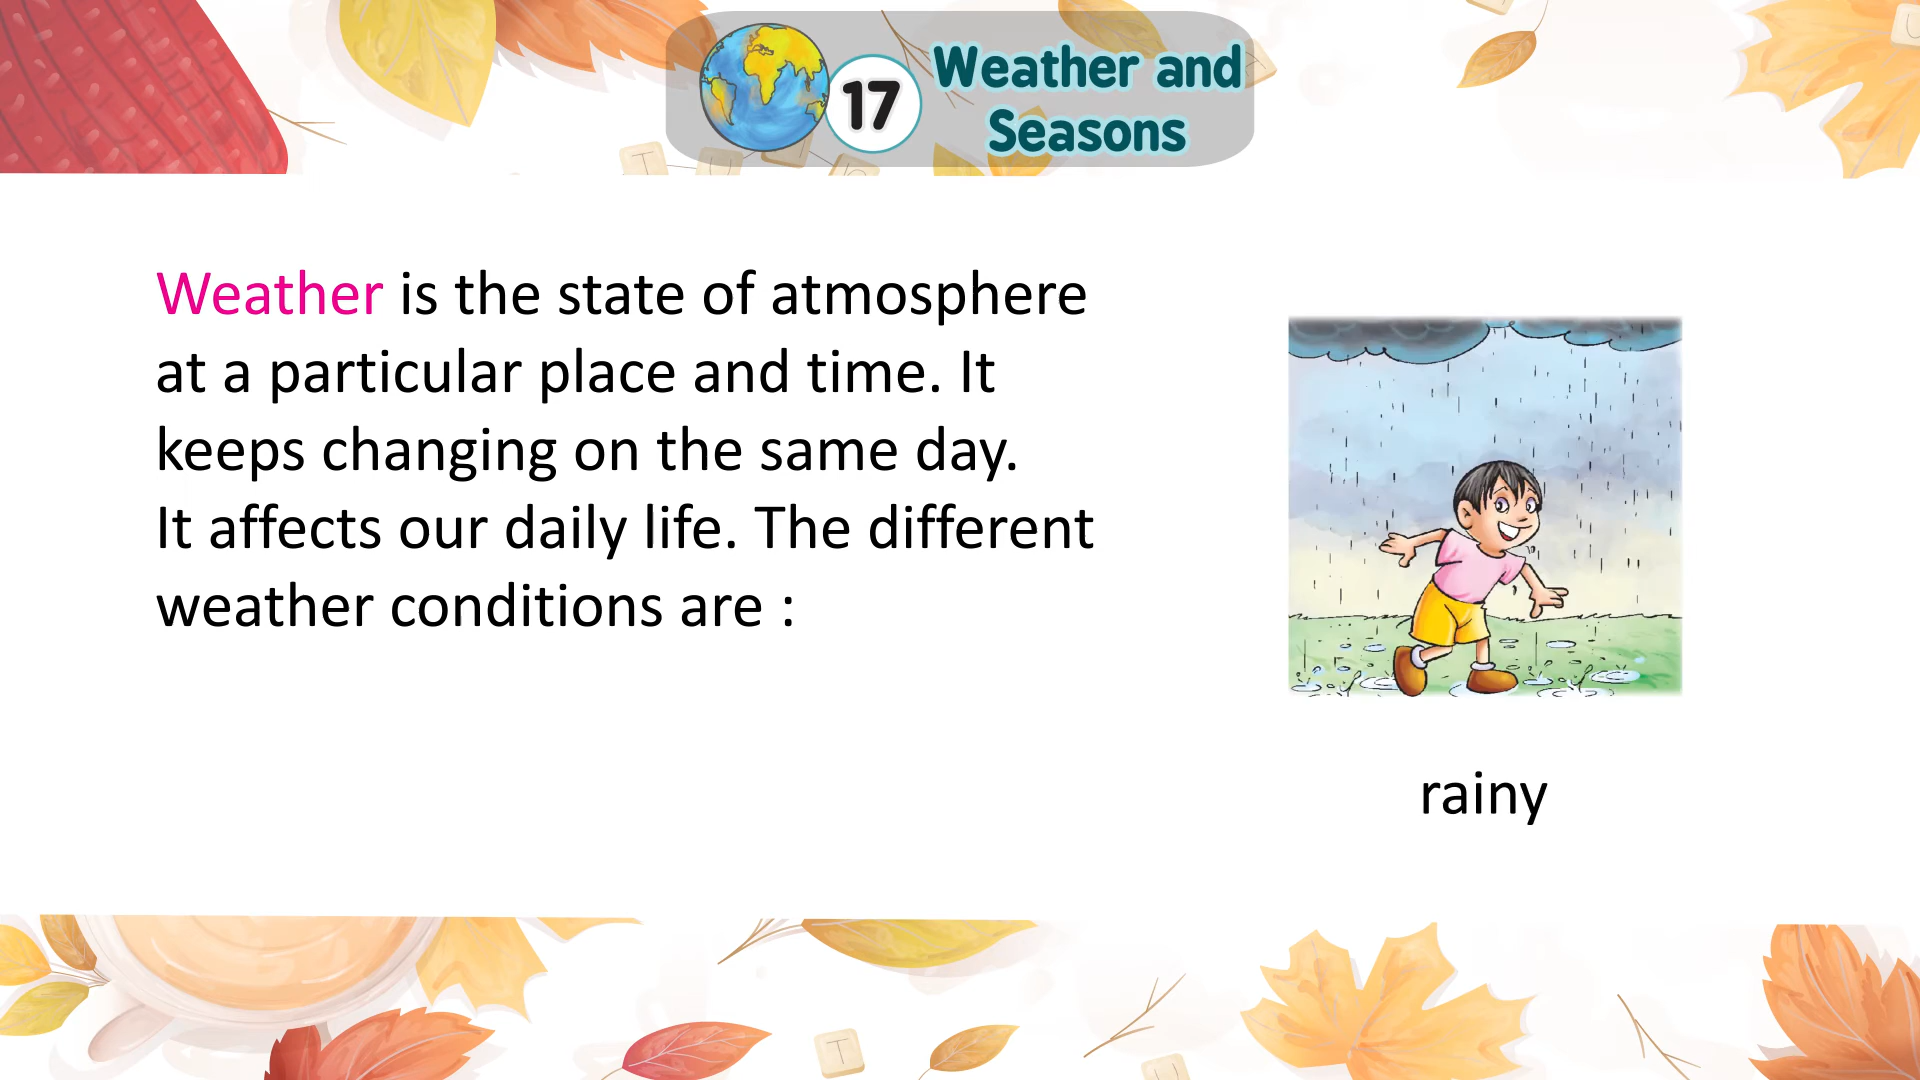 17
Weather and
Seasons
Weather is the state of atmosphere
at a particular place and time. It
keeps changing on the same day.
It affects our daily life. The different
weather conditions are :
rainy
T